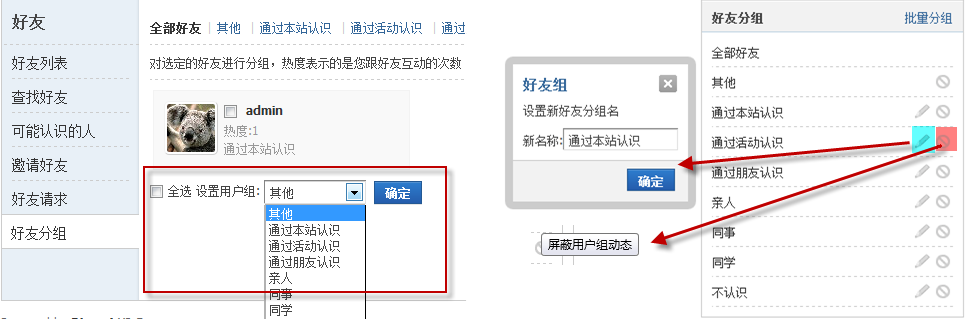 好友
好友列表
查找好友
可能认识的人
邀请好友
好友请求
好友分组
全部好友 其他 通过本站认识 通过活动认识 通过
对选定的好友进行分组，热度表示的是您跟好友互动的次数
admin
热度:1
通过本站认识
全选 设置用户组: 其他 确定
其他
通过本站认识
通过活动认识
通过朋友认识
亲人
同事
同学
好友组
设置新好友分组名
新名称: 通过本站认识
确定
屏蔽用户组动态
好友分组 批量分组
全部好友
其他
通过本站认识
通过活动认识
通过朋友认识
亲人
同事
同学
不认识